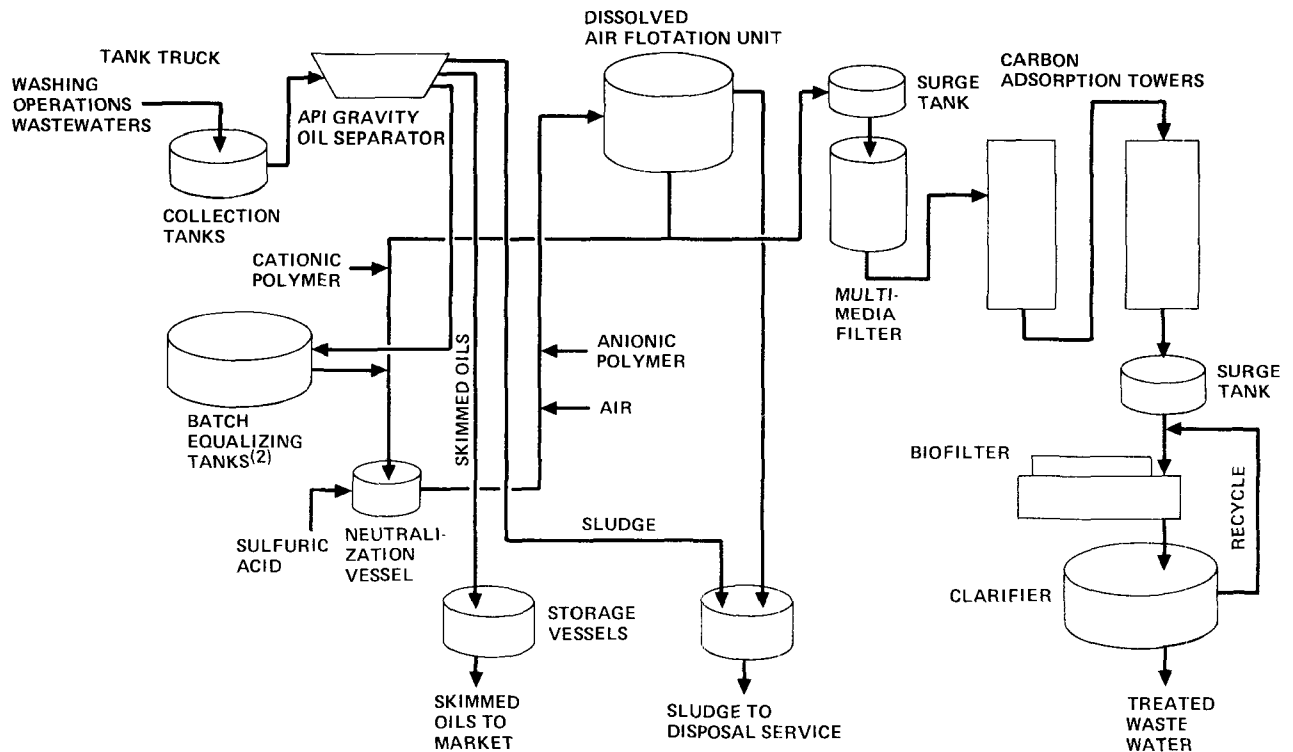 DISSOLVED
AIR FLOTATION UNIT
TANK TRUCK
WASHING
OPERATIONS
WASTEWATERS
API GRAVITY
OIL SEPARATOR
SURGE
TANK
CARBON
ADSORPTION TOWERS
COLLECTION
TANKS
CATIONIC
POLYMER
MULTI-
MEDIA
FILTER
ANIONIC
POLYMER
AIR
SKIMMED OILS
BATCH
EQUALIZING
TANKS(2)
SURGE
TANK
BIOFILTER
RECYCLE
SULFURIC
ACID
NEUTRALI-
ZATION
VESSEL
SLUDGE
CLARIFIER
STORAGE
VESSELS
SKIMMED
OILS TO
MARKET
SLUDGE TO
DISPOSAL SERVICE
TREATED
WASTE
WATER